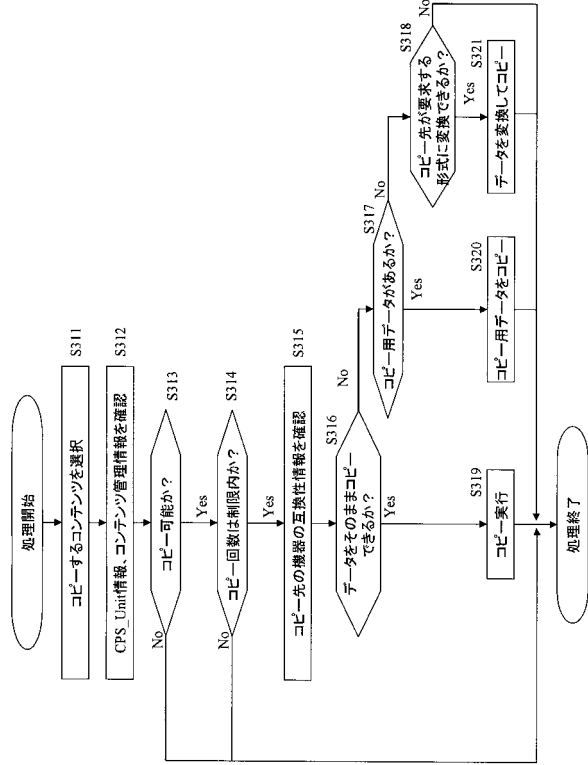 処理開始
S311
コピーするコンテンツを選択
S312
CPS_Unit情報、コンテンツ管理情報を確認
S313
コピー可能か？
No
Yes
S314
コピー回数は制限内か？
No
Yes
S315
コピー先の機器の互換性情報を確認
S316
データをそのままコピー
できるか？
No
Yes
S317
コピー用データがあるか？
No
Yes
S318
コピー先が要求する
形式に変換できるか？
No
Yes
S319
コピー実行
S320
コピー用データをコピー
S321
データを変換してコピー
処理終了